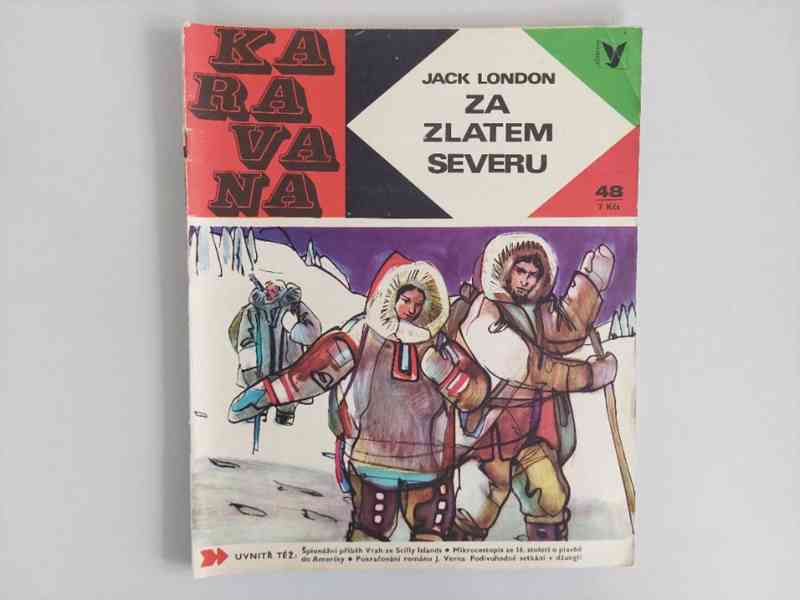 KA
RA
VA
NA
JACK LONDON
ZA
ZLATEM
SEVERU
48
7 Kčs
UVNITŘ TÉŽ: Špionážní příběh Vrah ze Scilly Islands • Mikrocestopis ze 16. století o plavbě
do Ameriky • Pokračování románu J. Verna Podivuhodné setkání v džungli